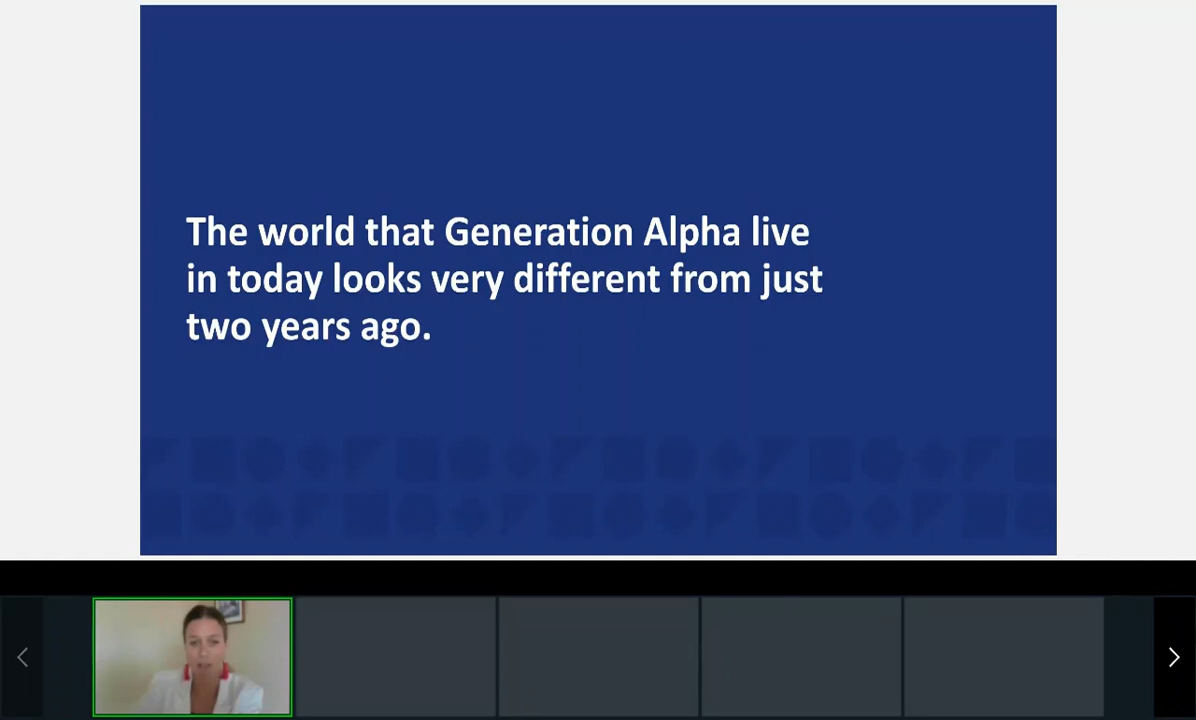 The world that Generation Alpha live
in today looks very different from just
two years ago.